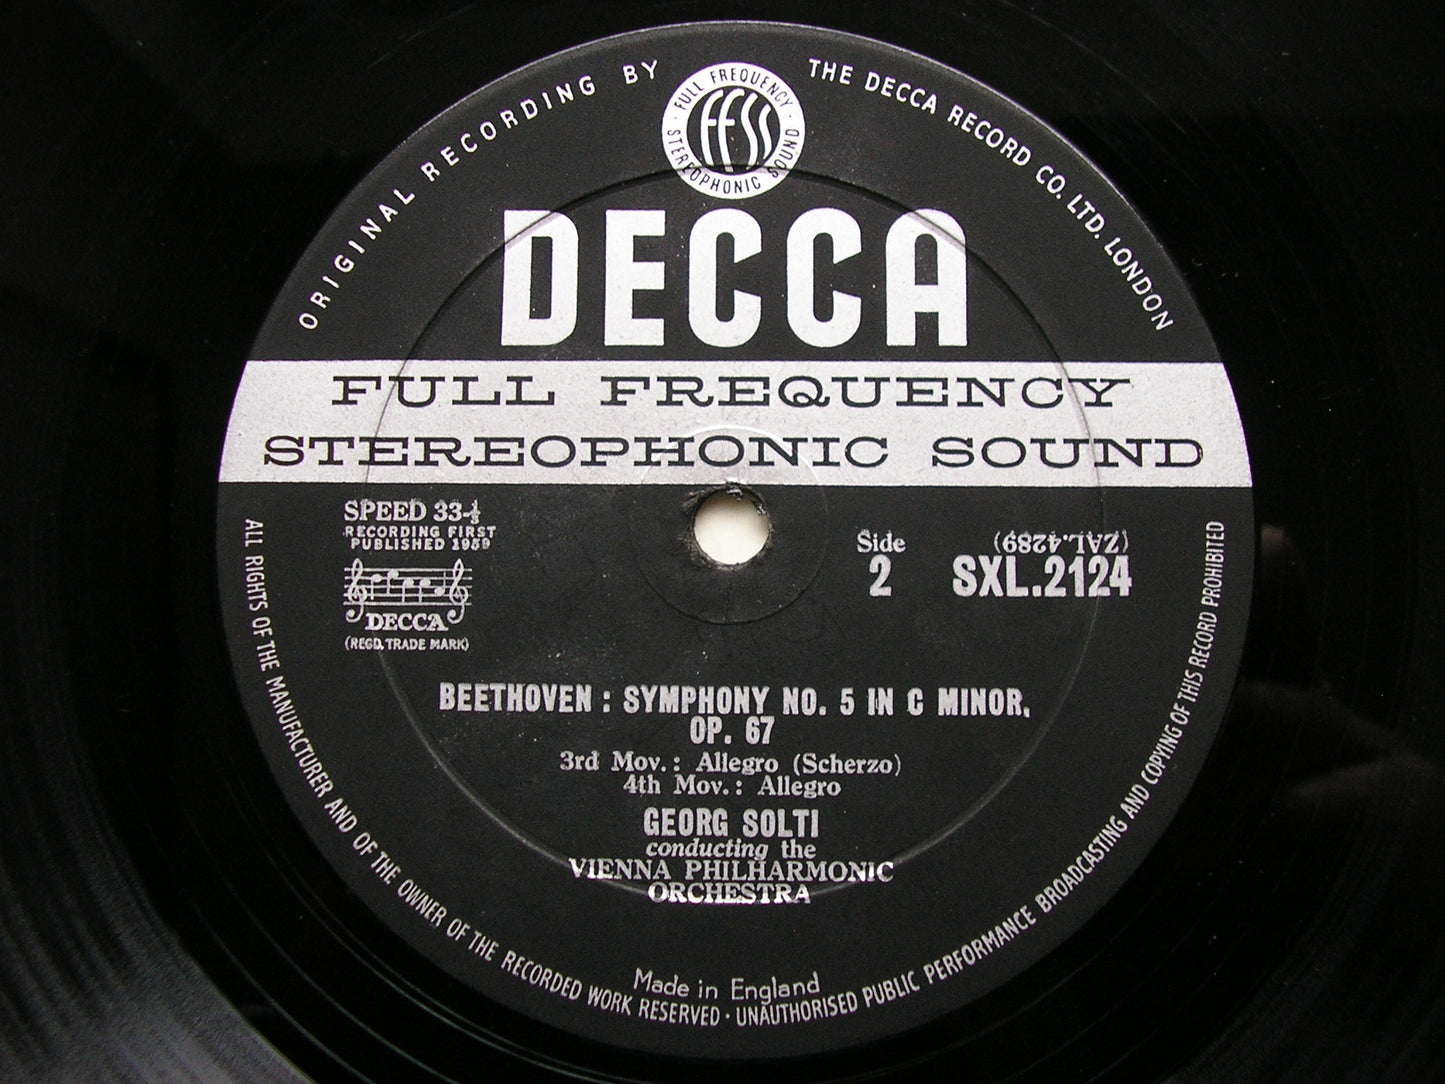 ORIGINAL RECORDING BY THE DECCA RECORD CO. LTD. LONDON
FULL FREQUENCY
ffss
STEREOPHONIC SOUND
DECCA
FULL FREQUENCY
STEREOPHONIC SOUND
SPEED 33⅓
RECORDING FIRST
PUBLISHED 1959
DECCA
(REGD. TRADE MARK)
Side
2
(ZAL.4289)
SXL.2124
BEETHOVEN : SYMPHONY NO. 5 IN C MINOR,
OP. 67
3rd Mov.: Allegro (Scherzo)
4th Mov.: Allegro
GEORG SOLTI
conducting the
VIENNA PHILHARMONIC
ORCHESTRA
Made in England
ALL RIGHTS OF THE MANUFACTURER AND OF THE OWNER OF THE RECORDED WORK RESERVED · UNAUTHORISED PUBLIC PERFORMANCE BROADCASTING AND COPYING OF THIS RECORD PROHIBITED